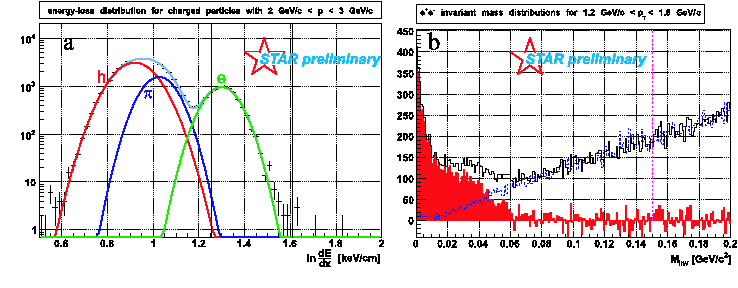 energy-loss distribution for charged particles with 2 GeV/c < p < 3 GeV/c
a
STAR preliminary
h
π
e
10⁴
10³
10²
10
1
0.6 0.8 1 1.2 1.4 1.6 1.8 2
ln dE/dx [keV/cm]
e⁺e⁻ invariant mass distributions for 1.2 GeV/c < pT < 1.8 GeV/c
b
STAR preliminary
450
400
350
300
250
200
150
100
50
0
0 0.02 0.04 0.06 0.08 0.1 0.12 0.14 0.16 0.18 0.2
Minv [GeV/c²]